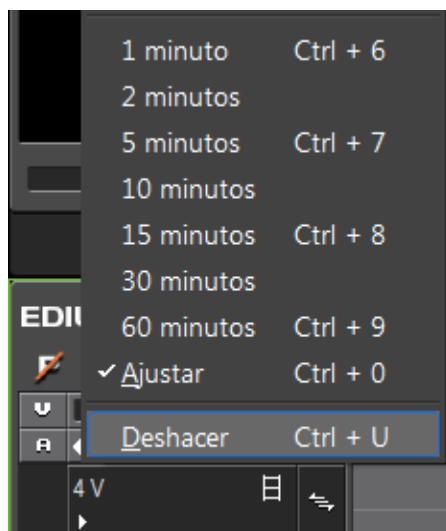 1 minuto Ctrl + 6
2 minutos
5 minutos Ctrl + 7
10 minutos
15 minutos Ctrl + 8
30 minutos
60 minutos Ctrl + 9
Ajustar Ctrl + 0
Deshacer Ctrl + U
EDIU
V
A
4 V